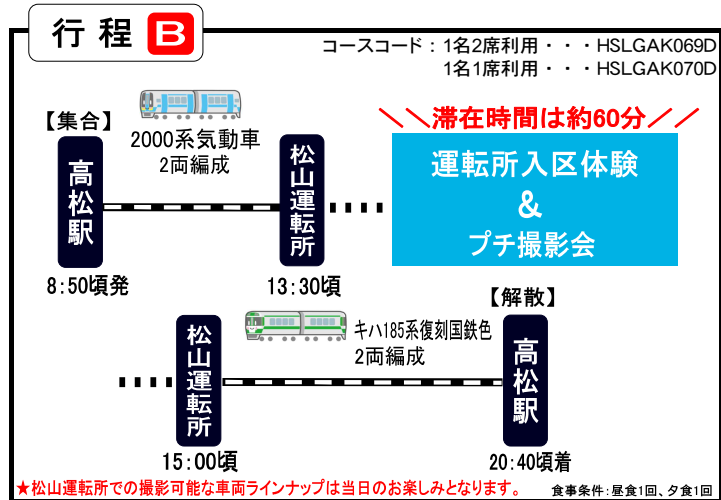 行程 B
コースコード：1名2席利用・・・HSLGAK069D
1名1席利用・・・HSLGAK070D
【集合】
高松駅
8:50頃発
2000系気動車
2両編成
松山運転所
13:30頃
＼＼滞在時間は約60分／／
運転所入区体験
&
プチ撮影会
松山運転所
15:00頃
キハ185系復刻国鉄色
2両編成
【解散】
高松駅
20:40頃着
★松山運転所での撮影可能な車両ラインナップは当日のお楽しみとなります。
食事条件：昼食1回、夕食1回